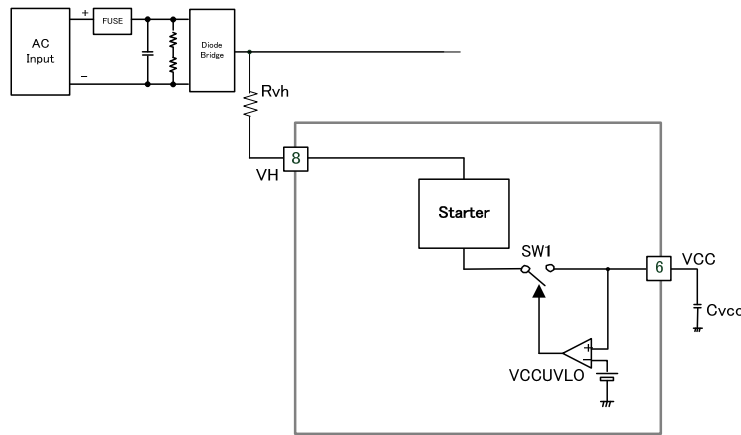 +
FUSE
AC
Input
Diode
Bridge
–
Rvh
8
VH
Starter
SW1
VCC
6
Cvcc
+
–
VCCUVLO